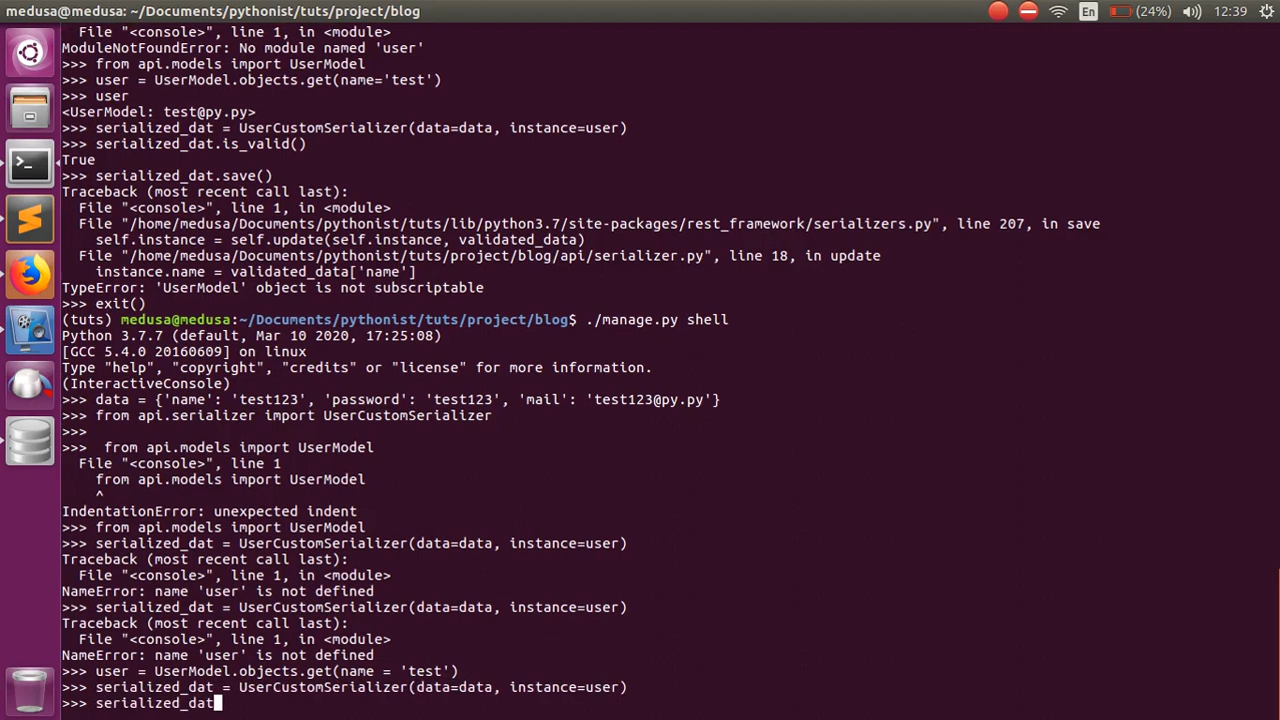 medusa@medusa: ~/Documents/pythonist/tuts/project/blog
En
(24%)
12:39
File "<console>", line 1, in <module>
ModuleNotFoundError: No module named 'user'
>>> from api.models import UserModel
>>> user = UserModel.objects.get(name='test')
>>> user
<UserModel: test@py.py>
>>> serialized_dat = UserCustomSerializer(data=data, instance=user)
>>> serialized_dat.is_valid()
True
>>> serialized_dat.save()
Traceback (most recent call last):
File "<console>", line 1, in <module>
File "/home/medusa/Documents/pythonist/tuts/lib/python3.7/site-packages/rest_framework/serializers.py", line 207, in save
self.instance = self.update(self.instance, validated_data)
File "/home/medusa/Documents/pythonist/tuts/project/blog/api/serializer.py", line 18, in update
instance.name = validated_data['name']
TypeError: 'UserModel' object is not subscriptable
>>> exit()
(tuts) medusa@medusa:~/Documents/pythonist/tuts/project/blog$ ./manage.py shell
Python 3.7.7 (default, Mar 10 2020, 17:25:08)
[GCC 5.4.0 20160609] on linux
Type "help", "copyright", "credits" or "license" for more information.
(InteractiveConsole)
>>> data = {'name': 'test123', 'password': 'test123', 'mail': 'test123@py.py'}
>>> from api.serializer import UserCustomSerializer
>>>
>>>  from api.models import UserModel
File "<console>", line 1
from api.models import UserModel
^
IndentationError: unexpected indent
>>> from api.models import UserModel
>>> serialized_dat = UserCustomSerializer(data=data, instance=user)
Traceback (most recent call last):
File "<console>", line 1, in <module>
NameError: name 'user' is not defined
>>> serialized_dat = UserCustomSerializer(data=data, instance=user)
Traceback (most recent call last):
File "<console>", line 1, in <module>
NameError: name 'user' is not defined
>>> user = UserModel.objects.get(name = 'test')
>>> serialized_dat = UserCustomSerializer(data=data, instance=user)
>>> serialized_dat